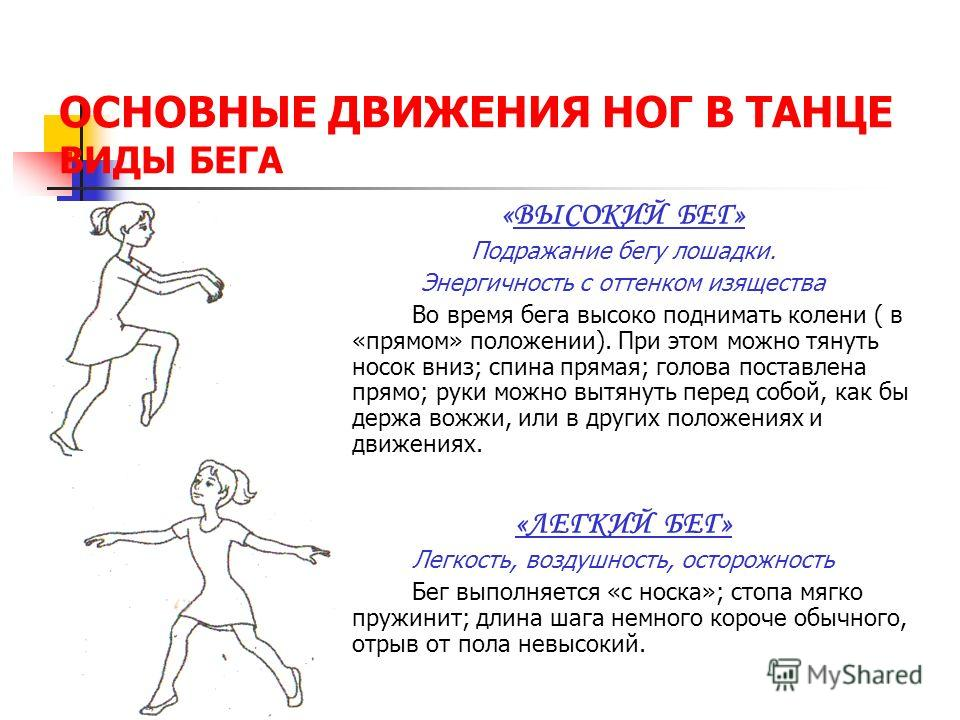 ОСНОВНЫЕ ДВИЖЕНИЯ НОГ В ТАНЦЕ
ВИДЫ БЕГА
«ВЫСОКИЙ БЕГ»
Подражание бегу лошадки.
Энергичность с оттенком изящества
Во время бега высоко поднимать колени ( в
«прямом» положении). При этом можно тянуть
носок вниз; спина прямая; голова поставлена
прямо; руки можно вытянуть перед собой, как бы
держа вожжи, или в других положениях и
движениях.
«ЛЕГКИЙ БЕГ»
Легкость, воздушность, осторожность
Бег выполняется «с носка»; стопа мягко
пружинит; длина шага немного короче обычного,
отрыв от пола невысокий.
MyShared